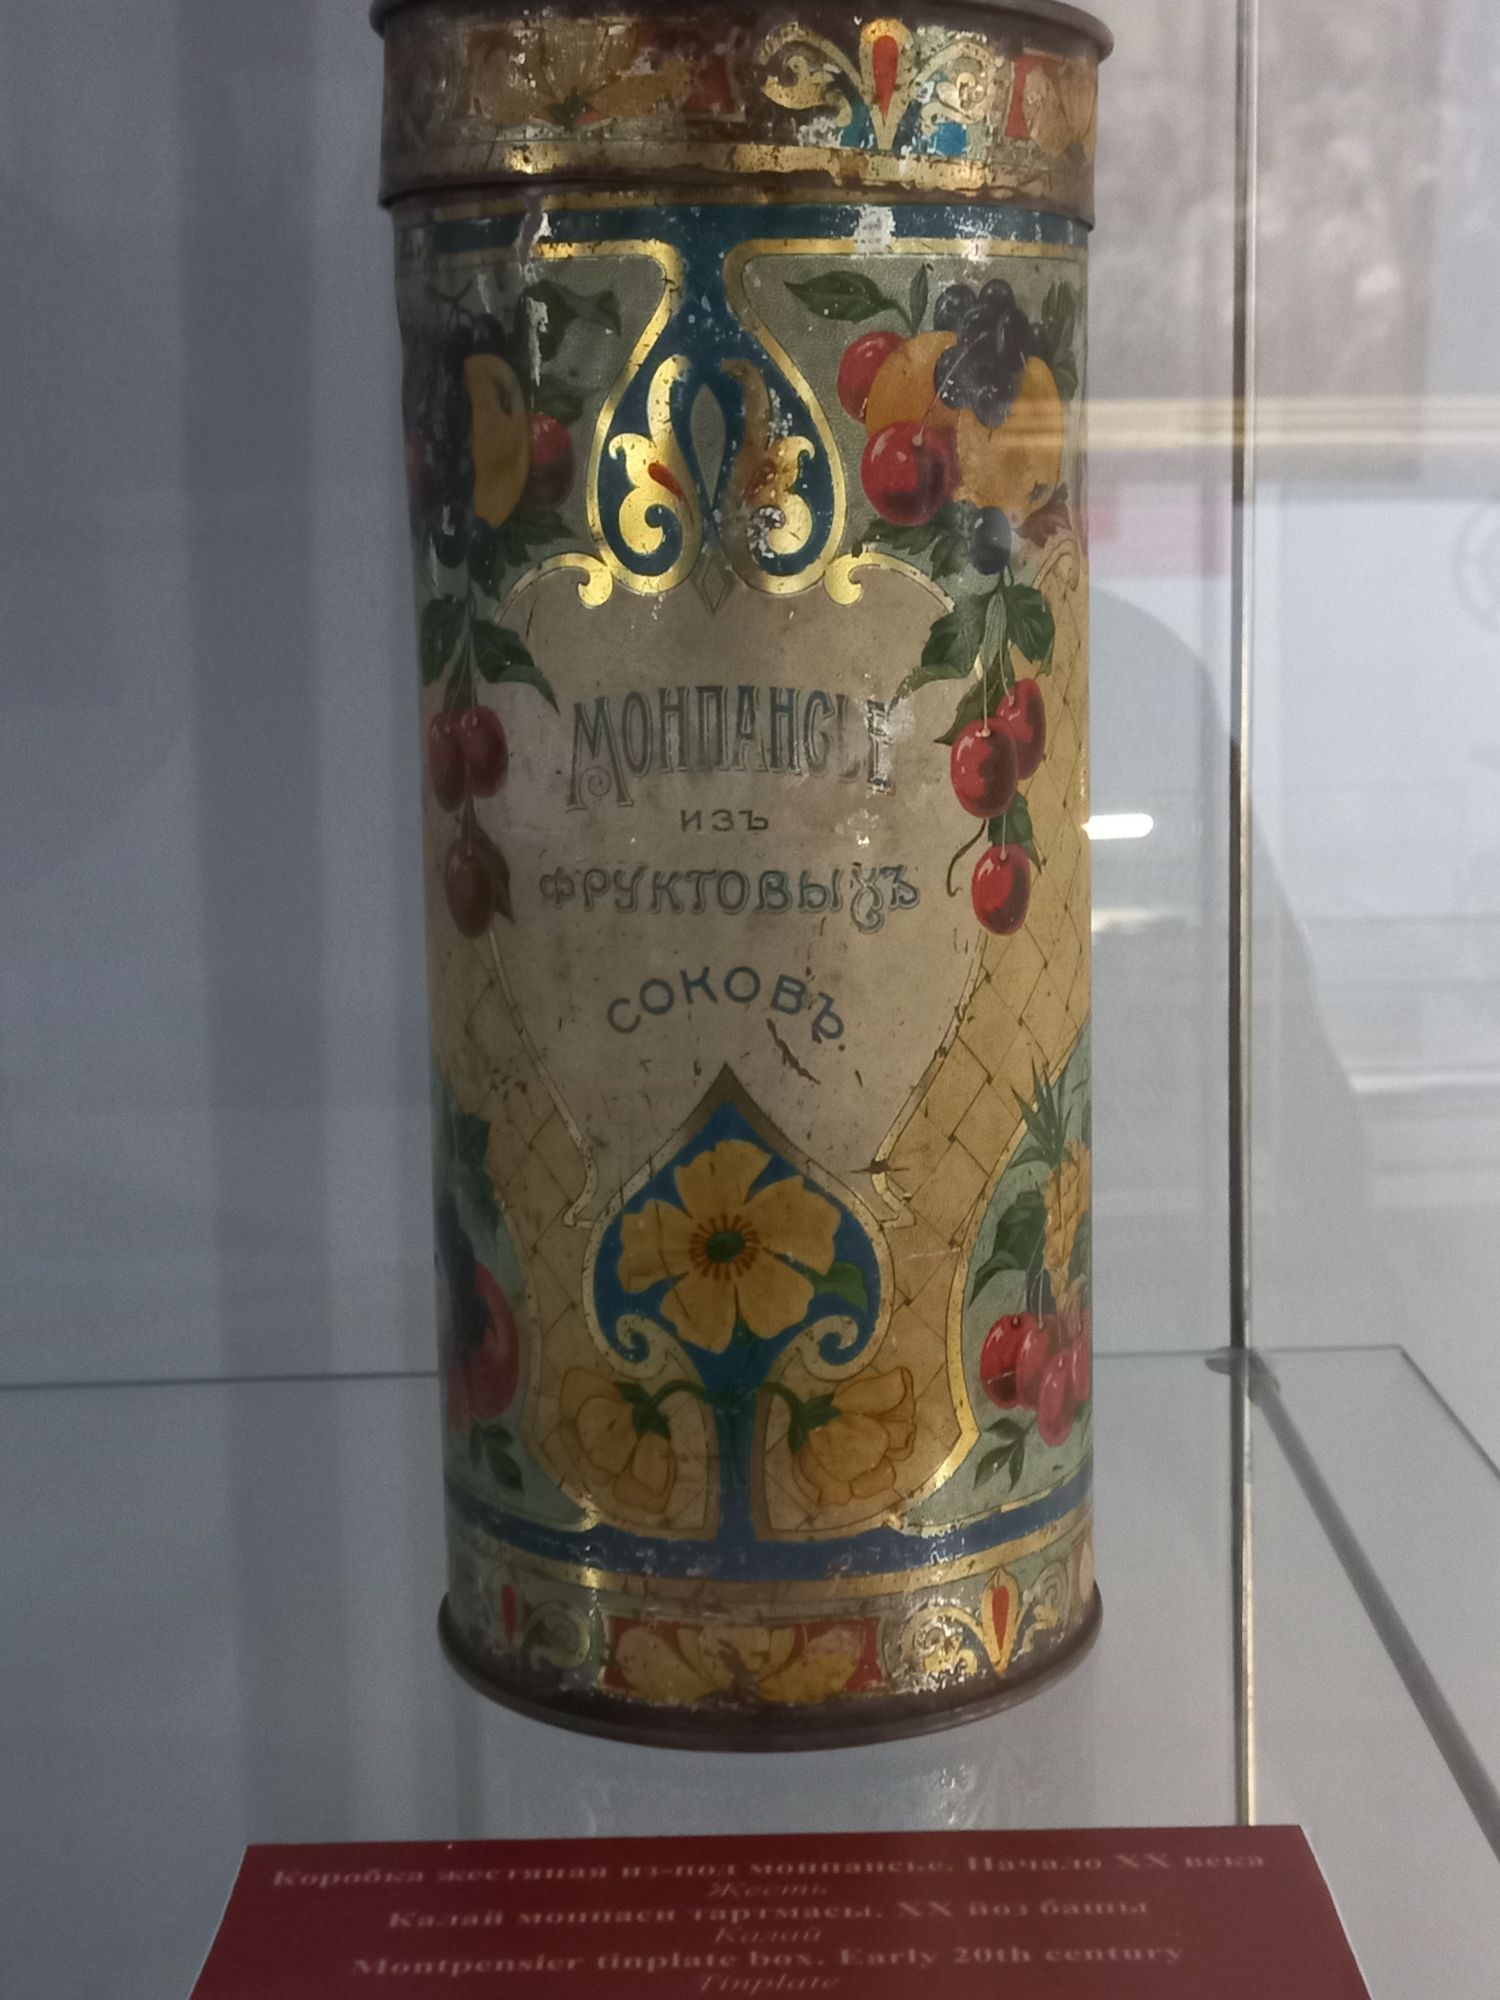 МОНПАНСЬЕ
изъ
ФРУКТОВЫХЪ
СОКОВЪ.
Коробка жестяная из-под монпансье. Начало XX века
Жесть
Калай монпаси тартмасы. XX йөз башы
Калай
Montpensier tinplate box. Early 20th century
Tinplate